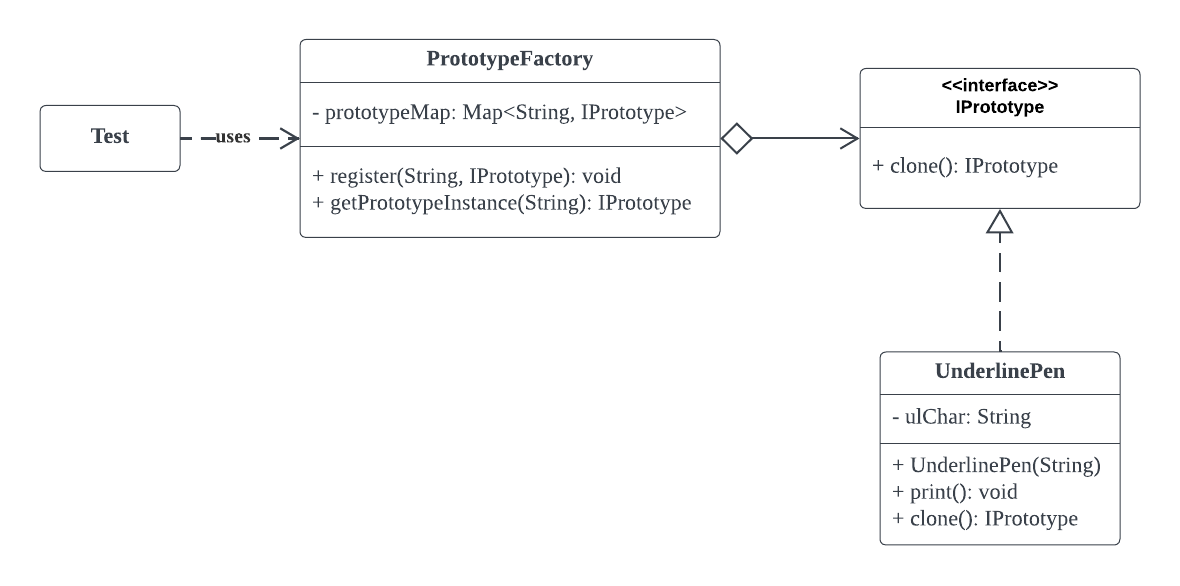 Test
uses
PrototypeFactory
- prototypeMap: Map<String, IPrototype>
+ register(String, IPrototype): void
+ getPrototypeInstance(String): IPrototype
<<interface>>
IPrototype
+ clone(): IPrototype
UnderlinePen
- ulChar: String
+ UnderlinePen(String)
+ print(): void
+ clone(): IPrototype